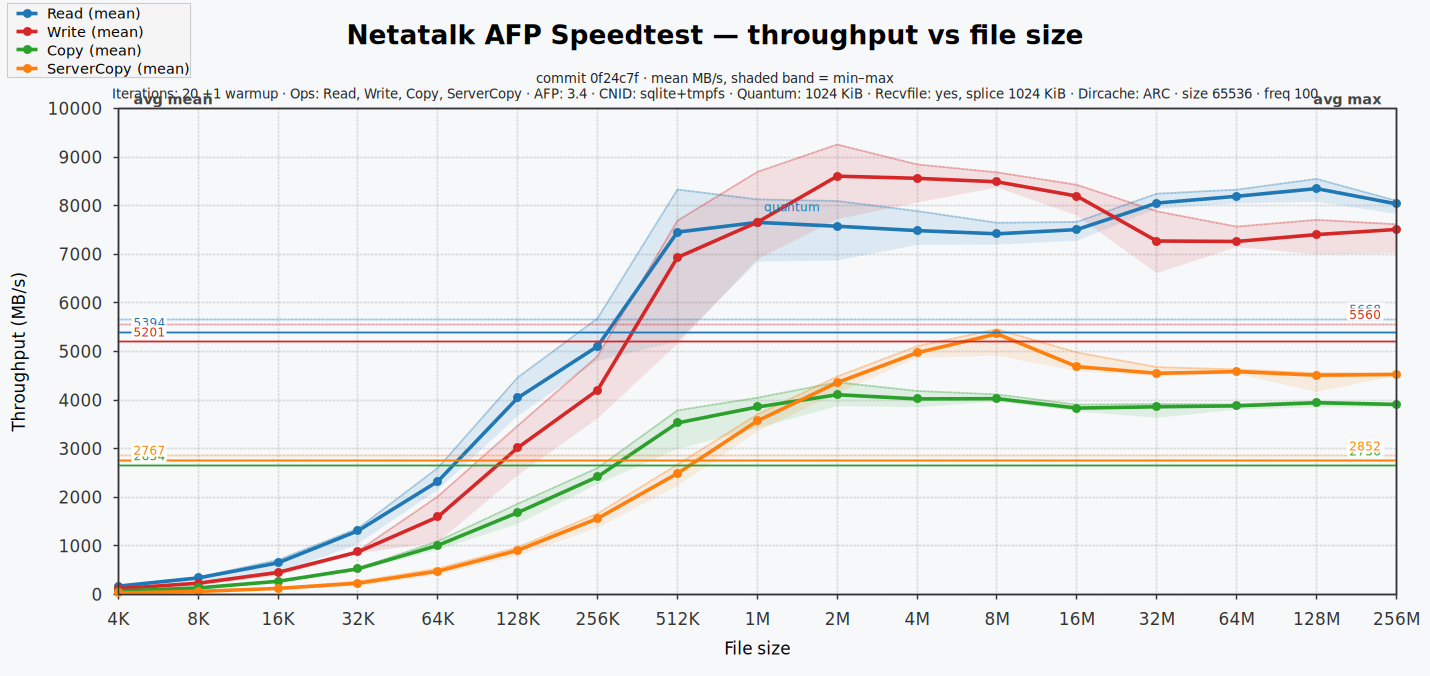 Read (mean)
Write (mean)
Copy (mean)
ServerCopy (mean)
Netatalk AFP Speedtest — throughput vs file size
commit 0f24c7f · mean MB/s, shaded band = min–max
Iterations: 20 +1 warmup · Ops: Read, Write, Copy, ServerCopy · AFP: 3.4 · CNID: sqlite+tmpfs · Quantum: 1024 KiB · Recvfile: yes, splice 1024 KiB · Dircache: ARC · size 65536 · freq 100
avg mean
avg max
10000
9000
8000
7000
6000
5000
4000
3000
2000
1000
0
Throughput (MB/s)
quantum
5394
5201
2767
5668
5560
2852
4K 8K 16K 32K 64K 128K 256K 512K 1M 2M 4M 8M 16M 32M 64M 128M 256M
File size